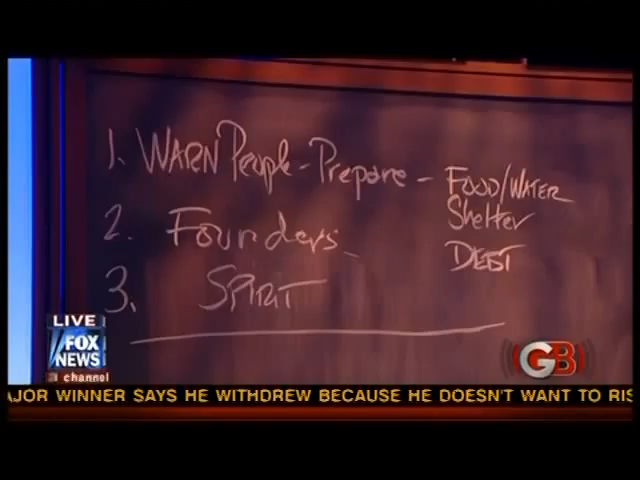 1. WARN People - Prepare - FOOD/WATER
Shelter
DEBT
2. Founders
3. SPIRIT
LIVE
FOX
NEWS
channel
GB
AJOR WINNER SAYS HE WITHDREW BECAUSE HE DOESN'T WANT TO RIS